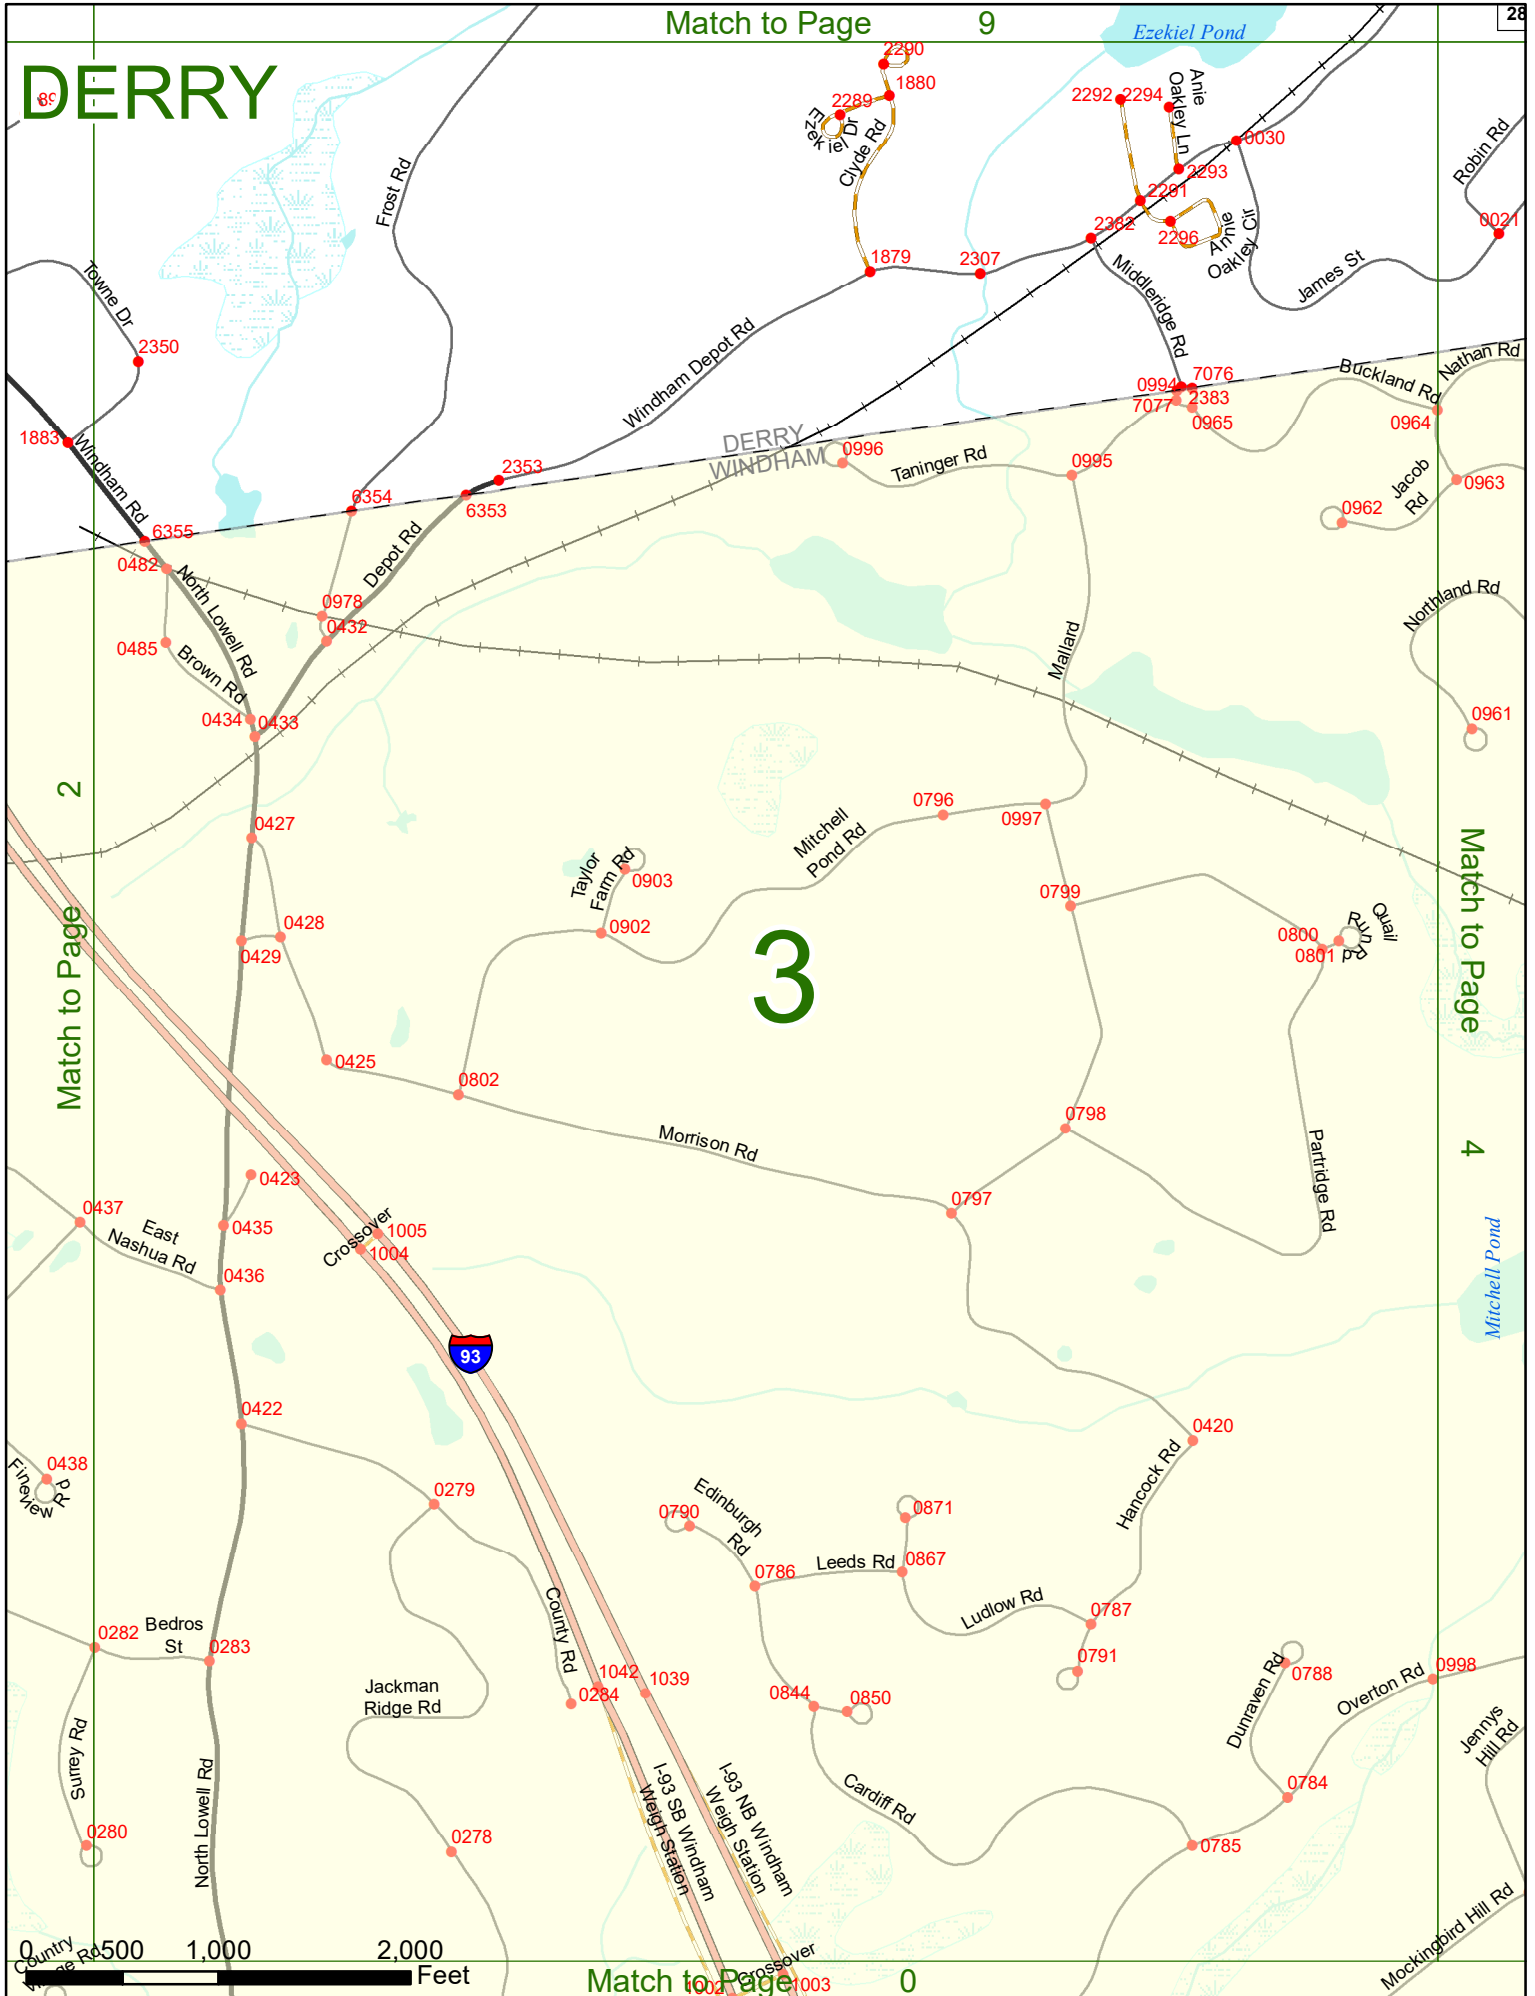 Match to Page 9
28
Ezekiel Pond
DERRY
68
2290
1880
2289
Ezekiel Dr
Clyde Rd
2292
2294
Anie
Oakley Ln
0030
2293
2291
2382
2296
Annie
Oakley Cir
Robin Rd
0021
Frost Rd
1879
2307
Middleridge Rd
James St
Towne Dr
2350
Windham Depot Rd
0994
7076
7077
2383
0965
Buckland Rd
Nathan Rd
0964
1883
Windham Rd
DERRY
WINDHAM
0996
Taninger Rd
0995
2353
6353
6354
Jacob
Rd
0963
0962
6355
0482
Depot Rd
North Lowell Rd
0978
0432
Northland Rd
0485
Brown Rd
Mallard
0434
0433
0961
2
0427
0796
0997
Mitchell
Pond Rd
Taylor
Farm Rd
0903
0799
Match to Page
Match to Page
0428
0429
0902
3
0800
0801
Quail
Run
Rd
0425
0802
0798
Morrison Rd
Partridge Rd
4
0423
0437
East
Nashua Rd
0435
Crossover
1005
1004
0797
0436
Mitchell Pond
93
0422
0420
0438
Fineview
Rd
0279
Edinburgh
Rd
0790
0871
Hancock Rd
0786
Leeds Rd
0867
County Rd
Ludlow Rd
0787
0282
Bedros
St
0283
0791
0788
Dunraven Rd
0998
Overton Rd
1042
1039
0284
0844
0850
Jackman
Ridge Rd
Surrey Rd
Jennys
Hill Rd
North Lowell Rd
I-93 SB Windham
Weigh Station
I-93 NB Windham
Weigh Station
Cardiff Rd
0784
0280
0278
0785
Mockingbird Hill Rd
0 500 1,000 2,000
Feet
Country
Rd
Match to Page 0
Crossover
1002
1003